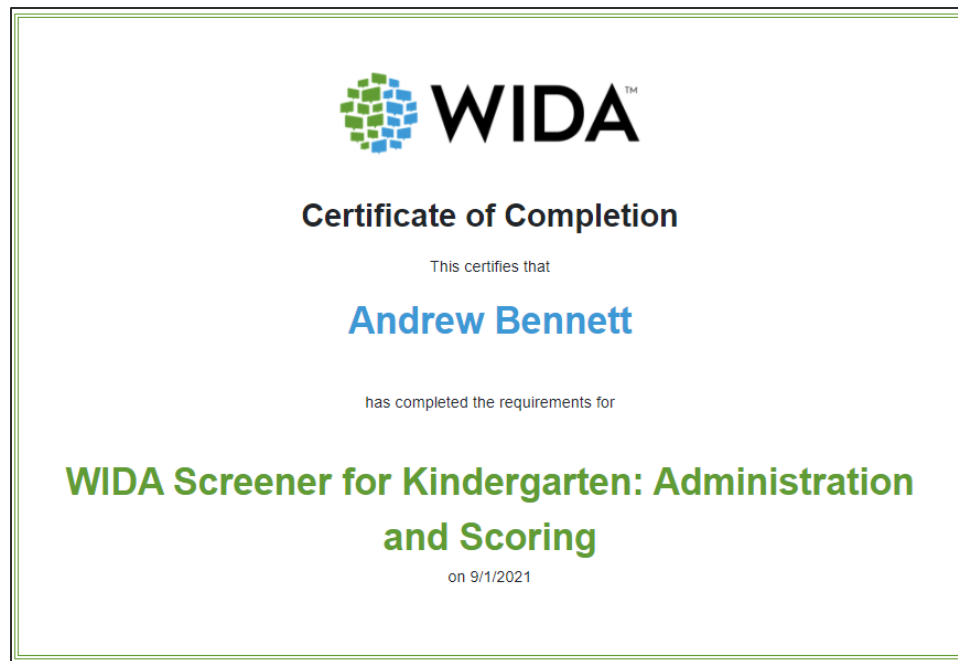 WIDA™
Certificate of Completion
This certifies that
Andrew Bennett
has completed the requirements for
WIDA Screener for Kindergarten: Administration
and Scoring
on 9/1/2021